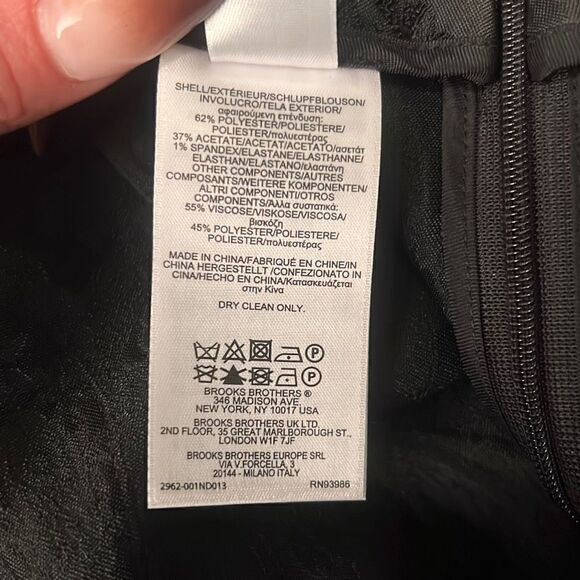 SHELL/EXTÉRIEUR/SCHLUPFBLOUSON/
INVOLUCRO/TELA EXTERIOR/
αφαιρούμενη επένδυση:
62% POLYESTER/POLIESTERE/
POLIESTER/πολυεστέρας
37% ACETATE/ACETAT/ACETATO/ασετάτ
1% SPANDEX/ELASTANE/ELASTHANNE/
ELASTHAN/ELASTANO/ελαστάνη
OTHER COMPONENTS/AUTRES
COMPOSANTS/WEITERE KOMPONENTEN/
ALTRI COMPONENTI/OTROS
COMPONENTES/Αλλα συστατικά:
55% VISCOSE/VISKOSE/VISCOSA/
βισκόζη
45% POLYESTER/POLIESTERE/
POLIESTER/πολυεστέρας
MADE IN CHINA/FABRIQUÉ EN CHINE/IN
CHINA HERGESTELLT /CONFEZIONATO IN
CINA/HECHO EN CHINA/Κατασκευάζεται
στην Κίνα
DRY CLEAN ONLY.
P
P
BROOKS BROTHERS ®
346 MADISON AVE,
NEW YORK, NY 10017 USA
BROOKS BROTHERS UK LTD.
2ND FLOOR, 35 GREAT MARLBOROUGH ST.,
LONDON W1F 7JF
BROOKS BROTHERS EUROPE SRL
VIA V.FORCELLA, 3
20144 - MILANO ITALY
2962-001ND013 RN93986